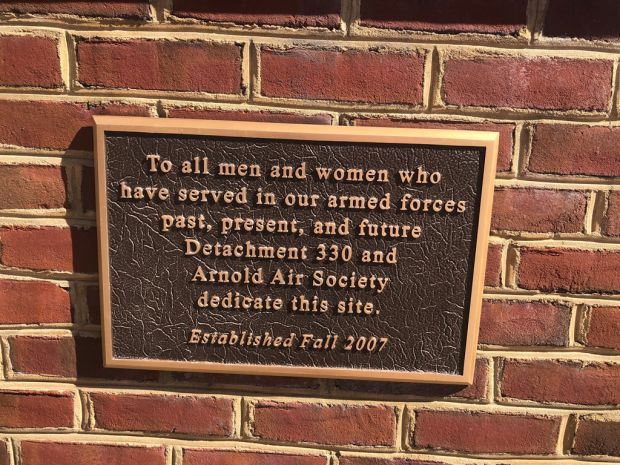 To all men and women who
have served in our armed forces
past, present, and future
Detachment 330 and
Arnold Air Society
dedicate this site.
Established Fall 2007